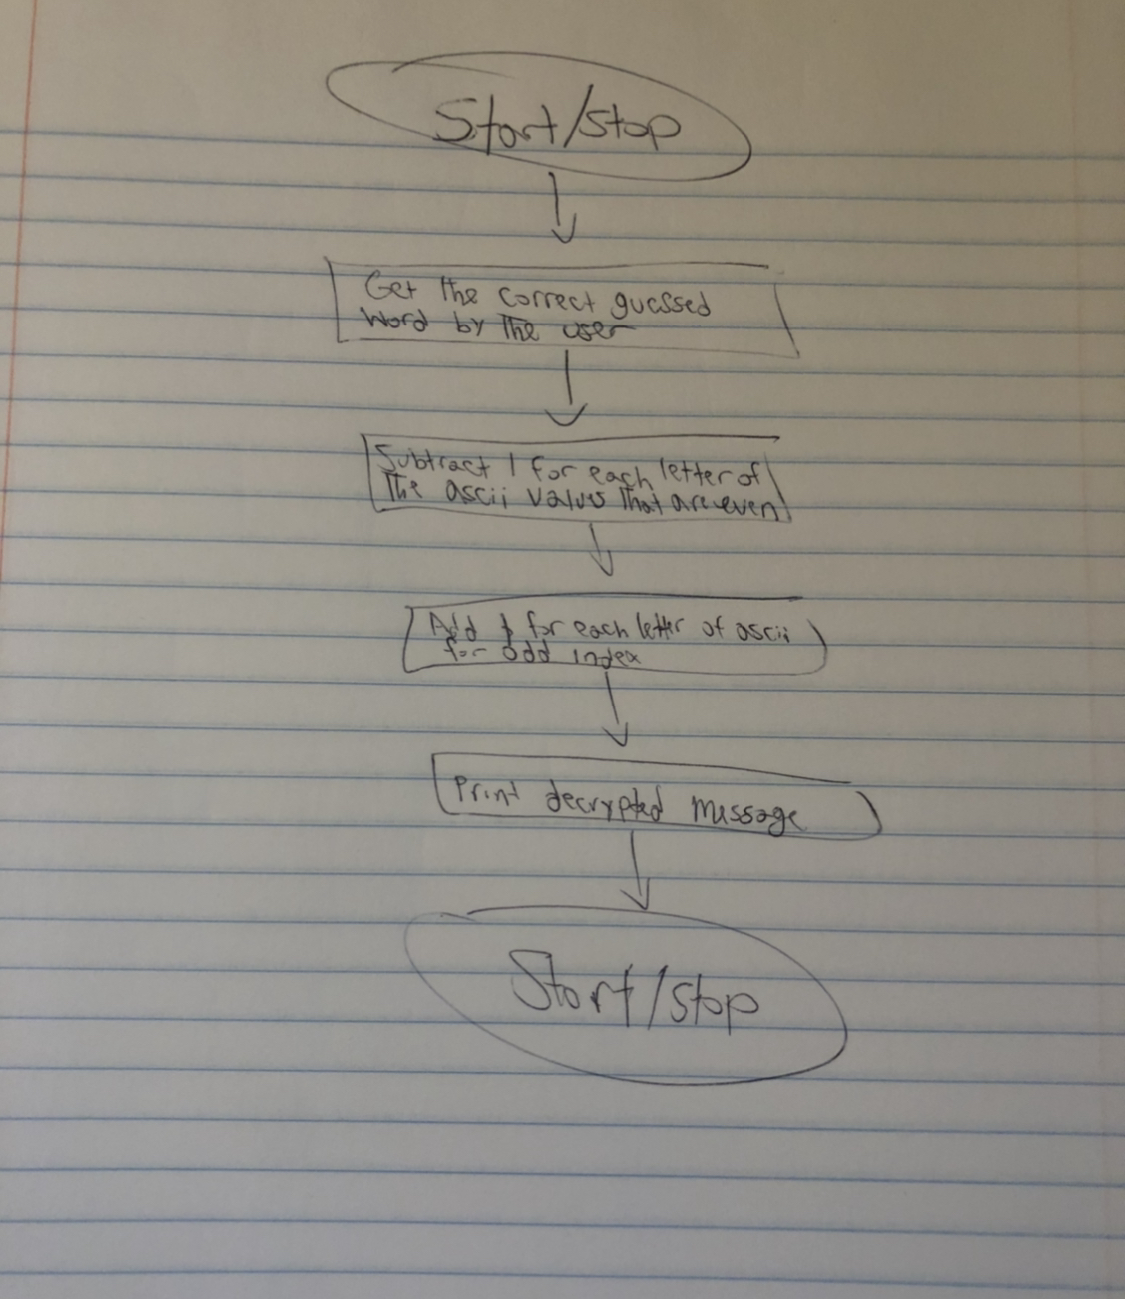 Start/stop
Get the correct guessed
word by the user
Subtract 1 for each letter of
the ascii values that are even
Add 1 for each letter of ascii
for odd index
Print decrypted message
Start/stop